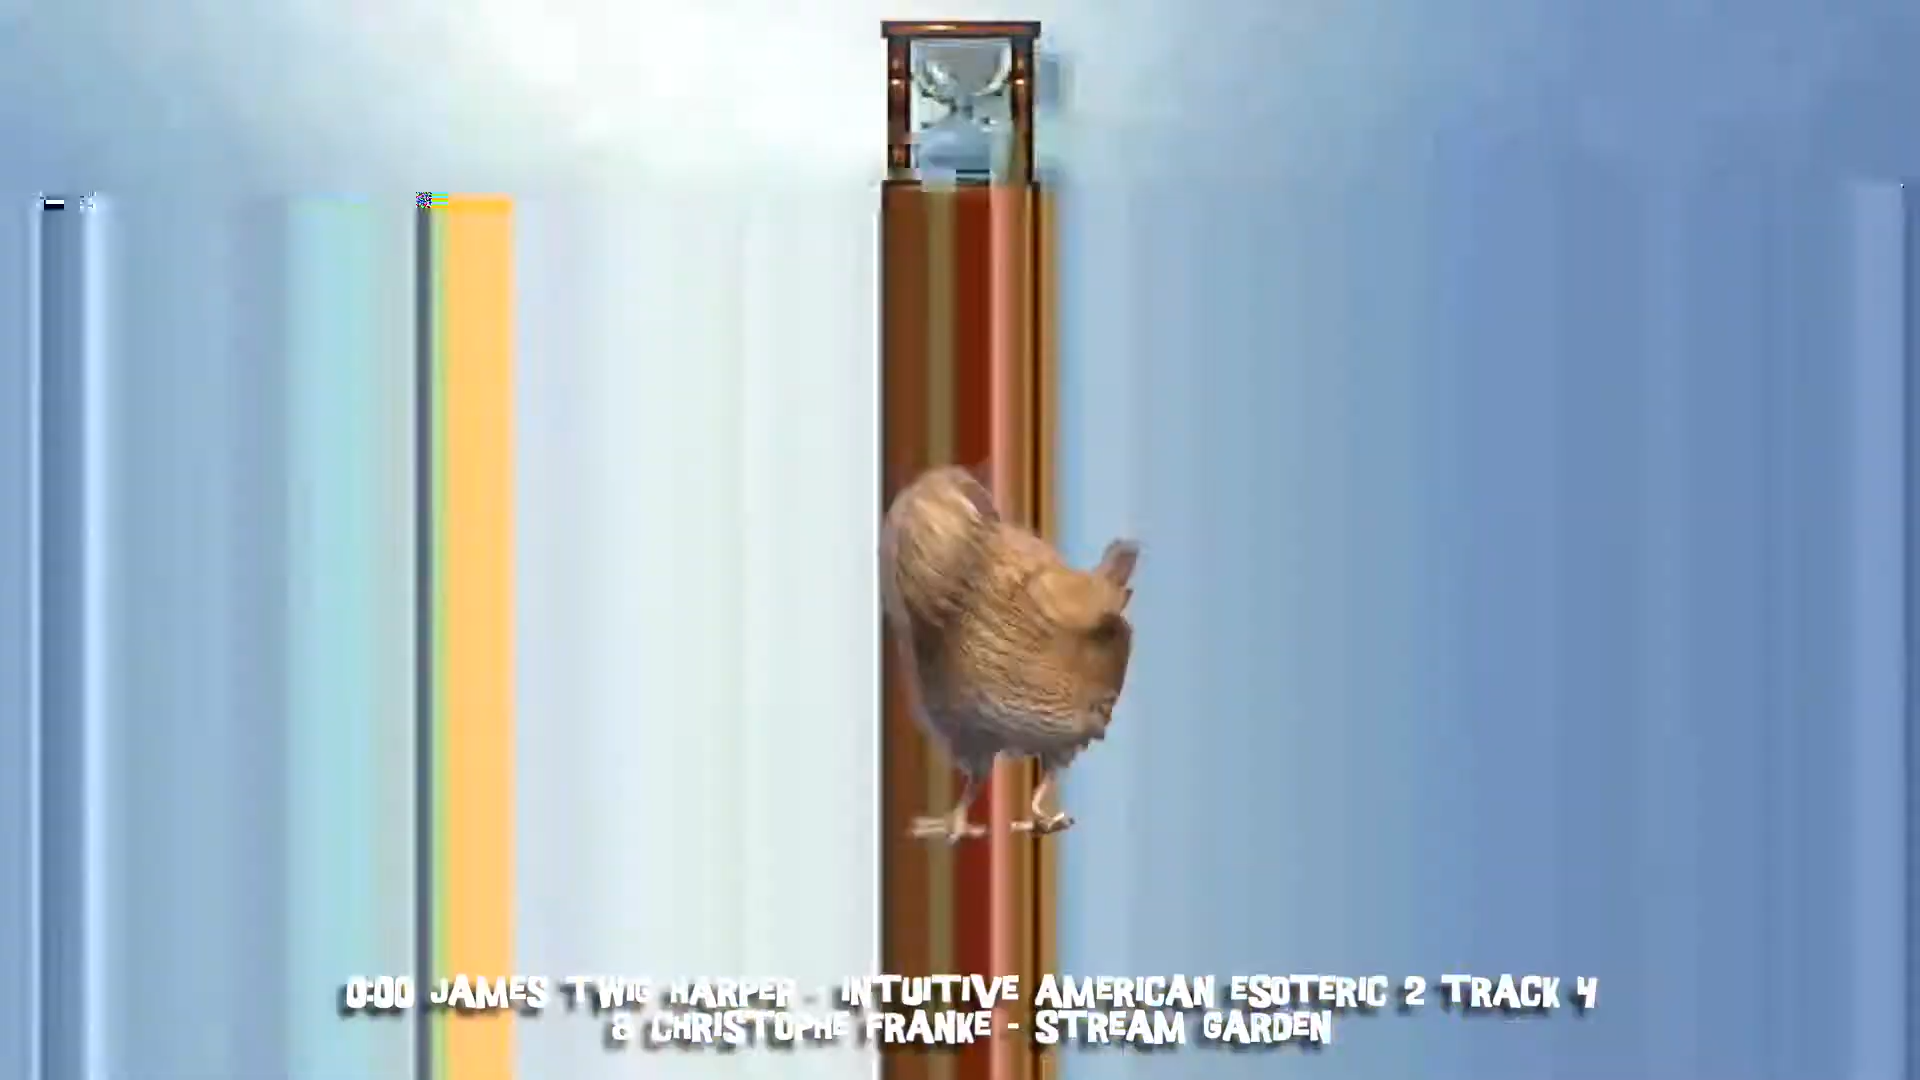 0:00 JAMES TWIG HARPER - INTUITIVE AMERICAN ESOTERIC 2 TRACK 4
& CHRISTOPHE FRANKE - STREAM GARDEN